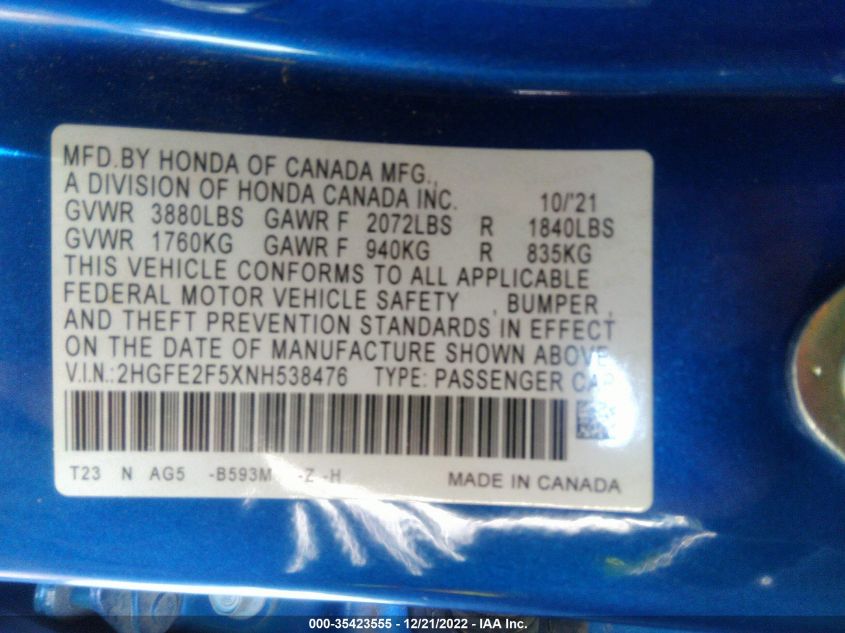 MFD.BY HONDA OF CANADA MFG.,
A DIVISION OF HONDA CANADA INC. 10/'21
GVWR 3880LBS GAWR F 2072LBS R 1840LBS
GVWR 1760KG GAWR F 940KG R 835KG
THIS VEHICLE CONFORMS TO ALL APPLICABLE
FEDERAL MOTOR VEHICLE SAFETY , BUMPER ,
AND THEFT PREVENTION STANDARDS IN EFFECT
ON THE DATE OF MANUFACTURE SHOWN ABOVE
V.I.N.:2HGFE2F5XNH538476 TYPE: PASSENGER CAR
T23 N AG5 -B593M -Z -H MADE IN CANADA
000-35423555 - 12/21/2022 - IAA Inc.